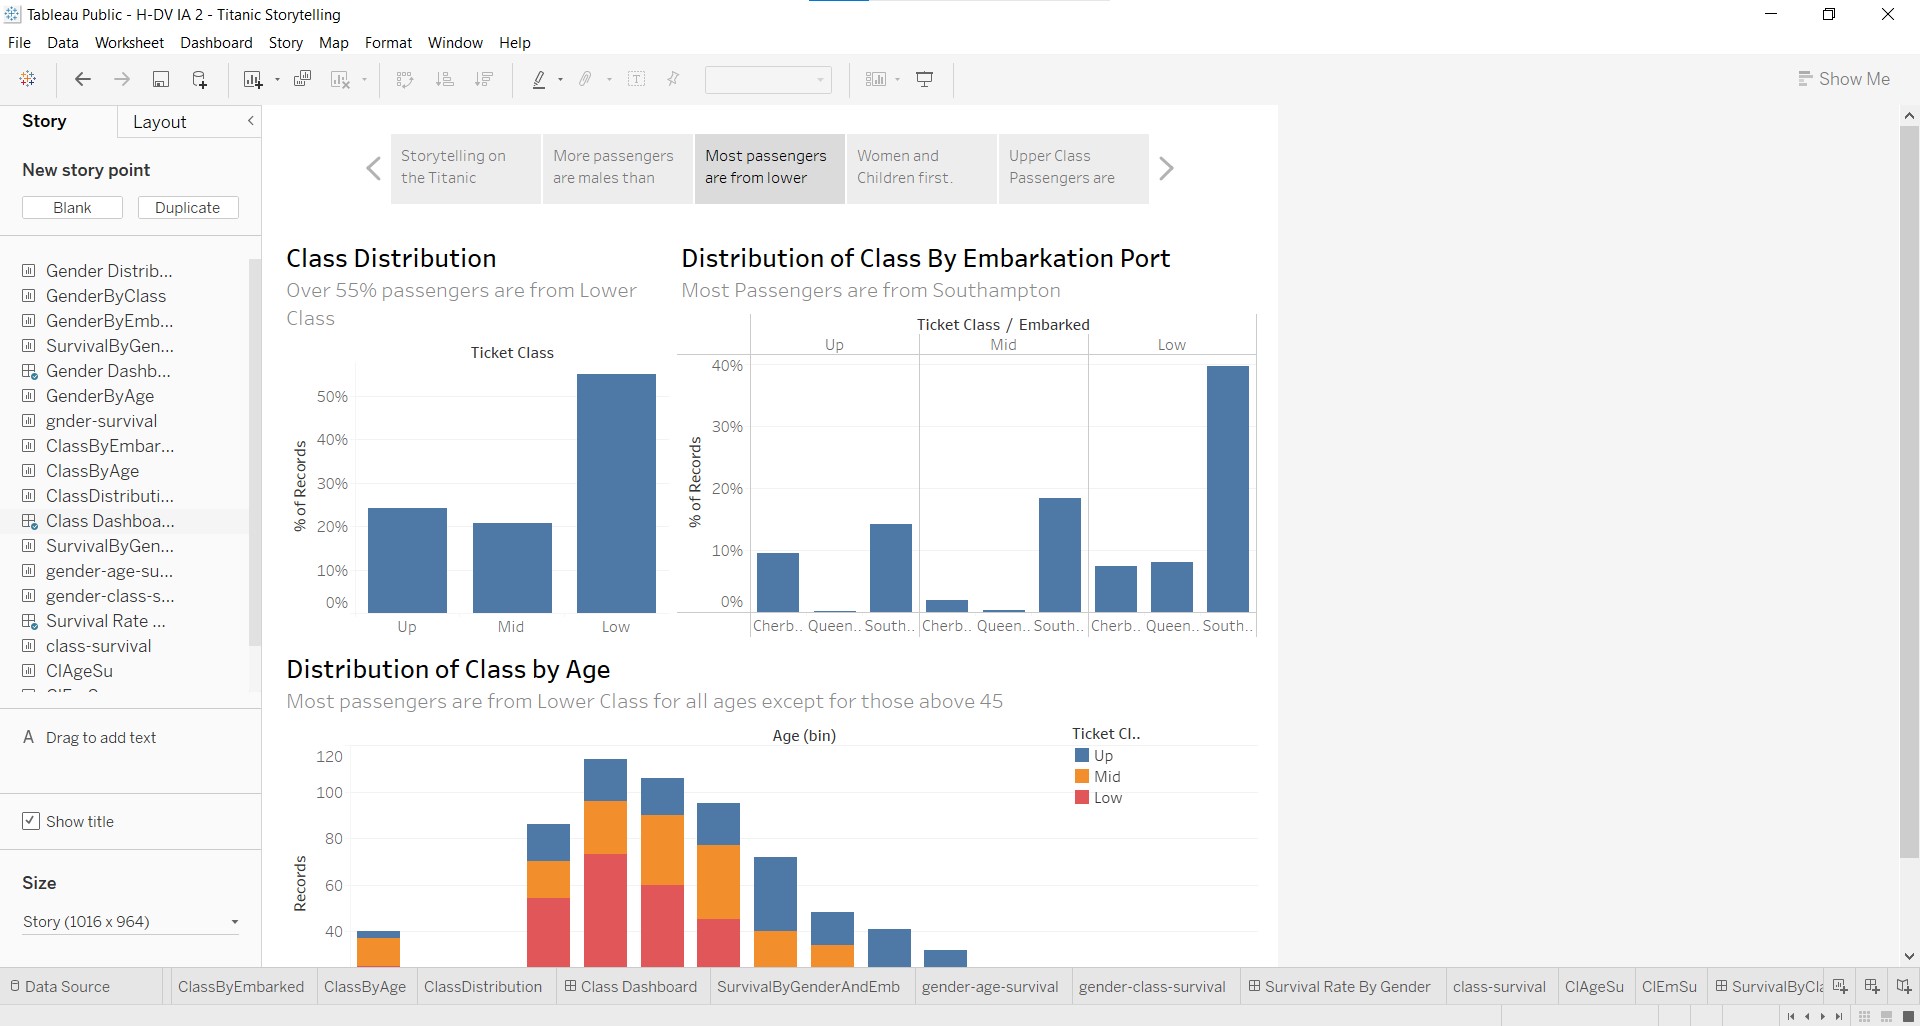 Tableau Public - H-DV IA 2 - Titanic Storytelling
File Data Worksheet Dashboard Story Map Format Window Help
Show Me
Story Layout
New story point
Blank Duplicate
Gender Distrib...
GenderByClass
GenderByEmb...
SurvivalByGen...
Gender Dashb...
GenderByAge
gnder-survival
ClassByEmbar...
ClassByAge
ClassDistributi...
Class Dashboa...
SurvivalByGen...
gender-age-su...
gender-class-s...
Survival Rate ...
class-survival
ClAgeSu
A Drag to add text
Show title
Size
Story (1016 x 964)
Storytelling on
the Titanic
More passengers
are males than
Most passengers
are from lower
Women and
Children first.
Upper Class
Passengers are
Class Distribution
Over 55% passengers are from Lower
Class
Ticket Class
% of Records
50%
40%
30%
20%
10%
0%
Up Mid Low
Distribution of Class By Embarkation Port
Most Passengers are from Southampton
Ticket Class / Embarked
Up Mid Low
% of Records
40%
30%
20%
10%
0%
Cherb.. Queen.. South.. Cherb.. Queen.. South.. Cherb.. Queen.. South..
Distribution of Class by Age
Most passengers are from Lower Class for all ages except for those above 45
Age (bin)
Records
120
100
80
60
40
Ticket Cl..
Up
Mid
Low
Data Source ClassByEmbarked ClassByAge ClassDistribution Class Dashboard SurvivalByGenderAndEmb gender-age-survival gender-class-survival Survival Rate By Gender class-survival ClAgeSu ClEmSu SurvivalByCla